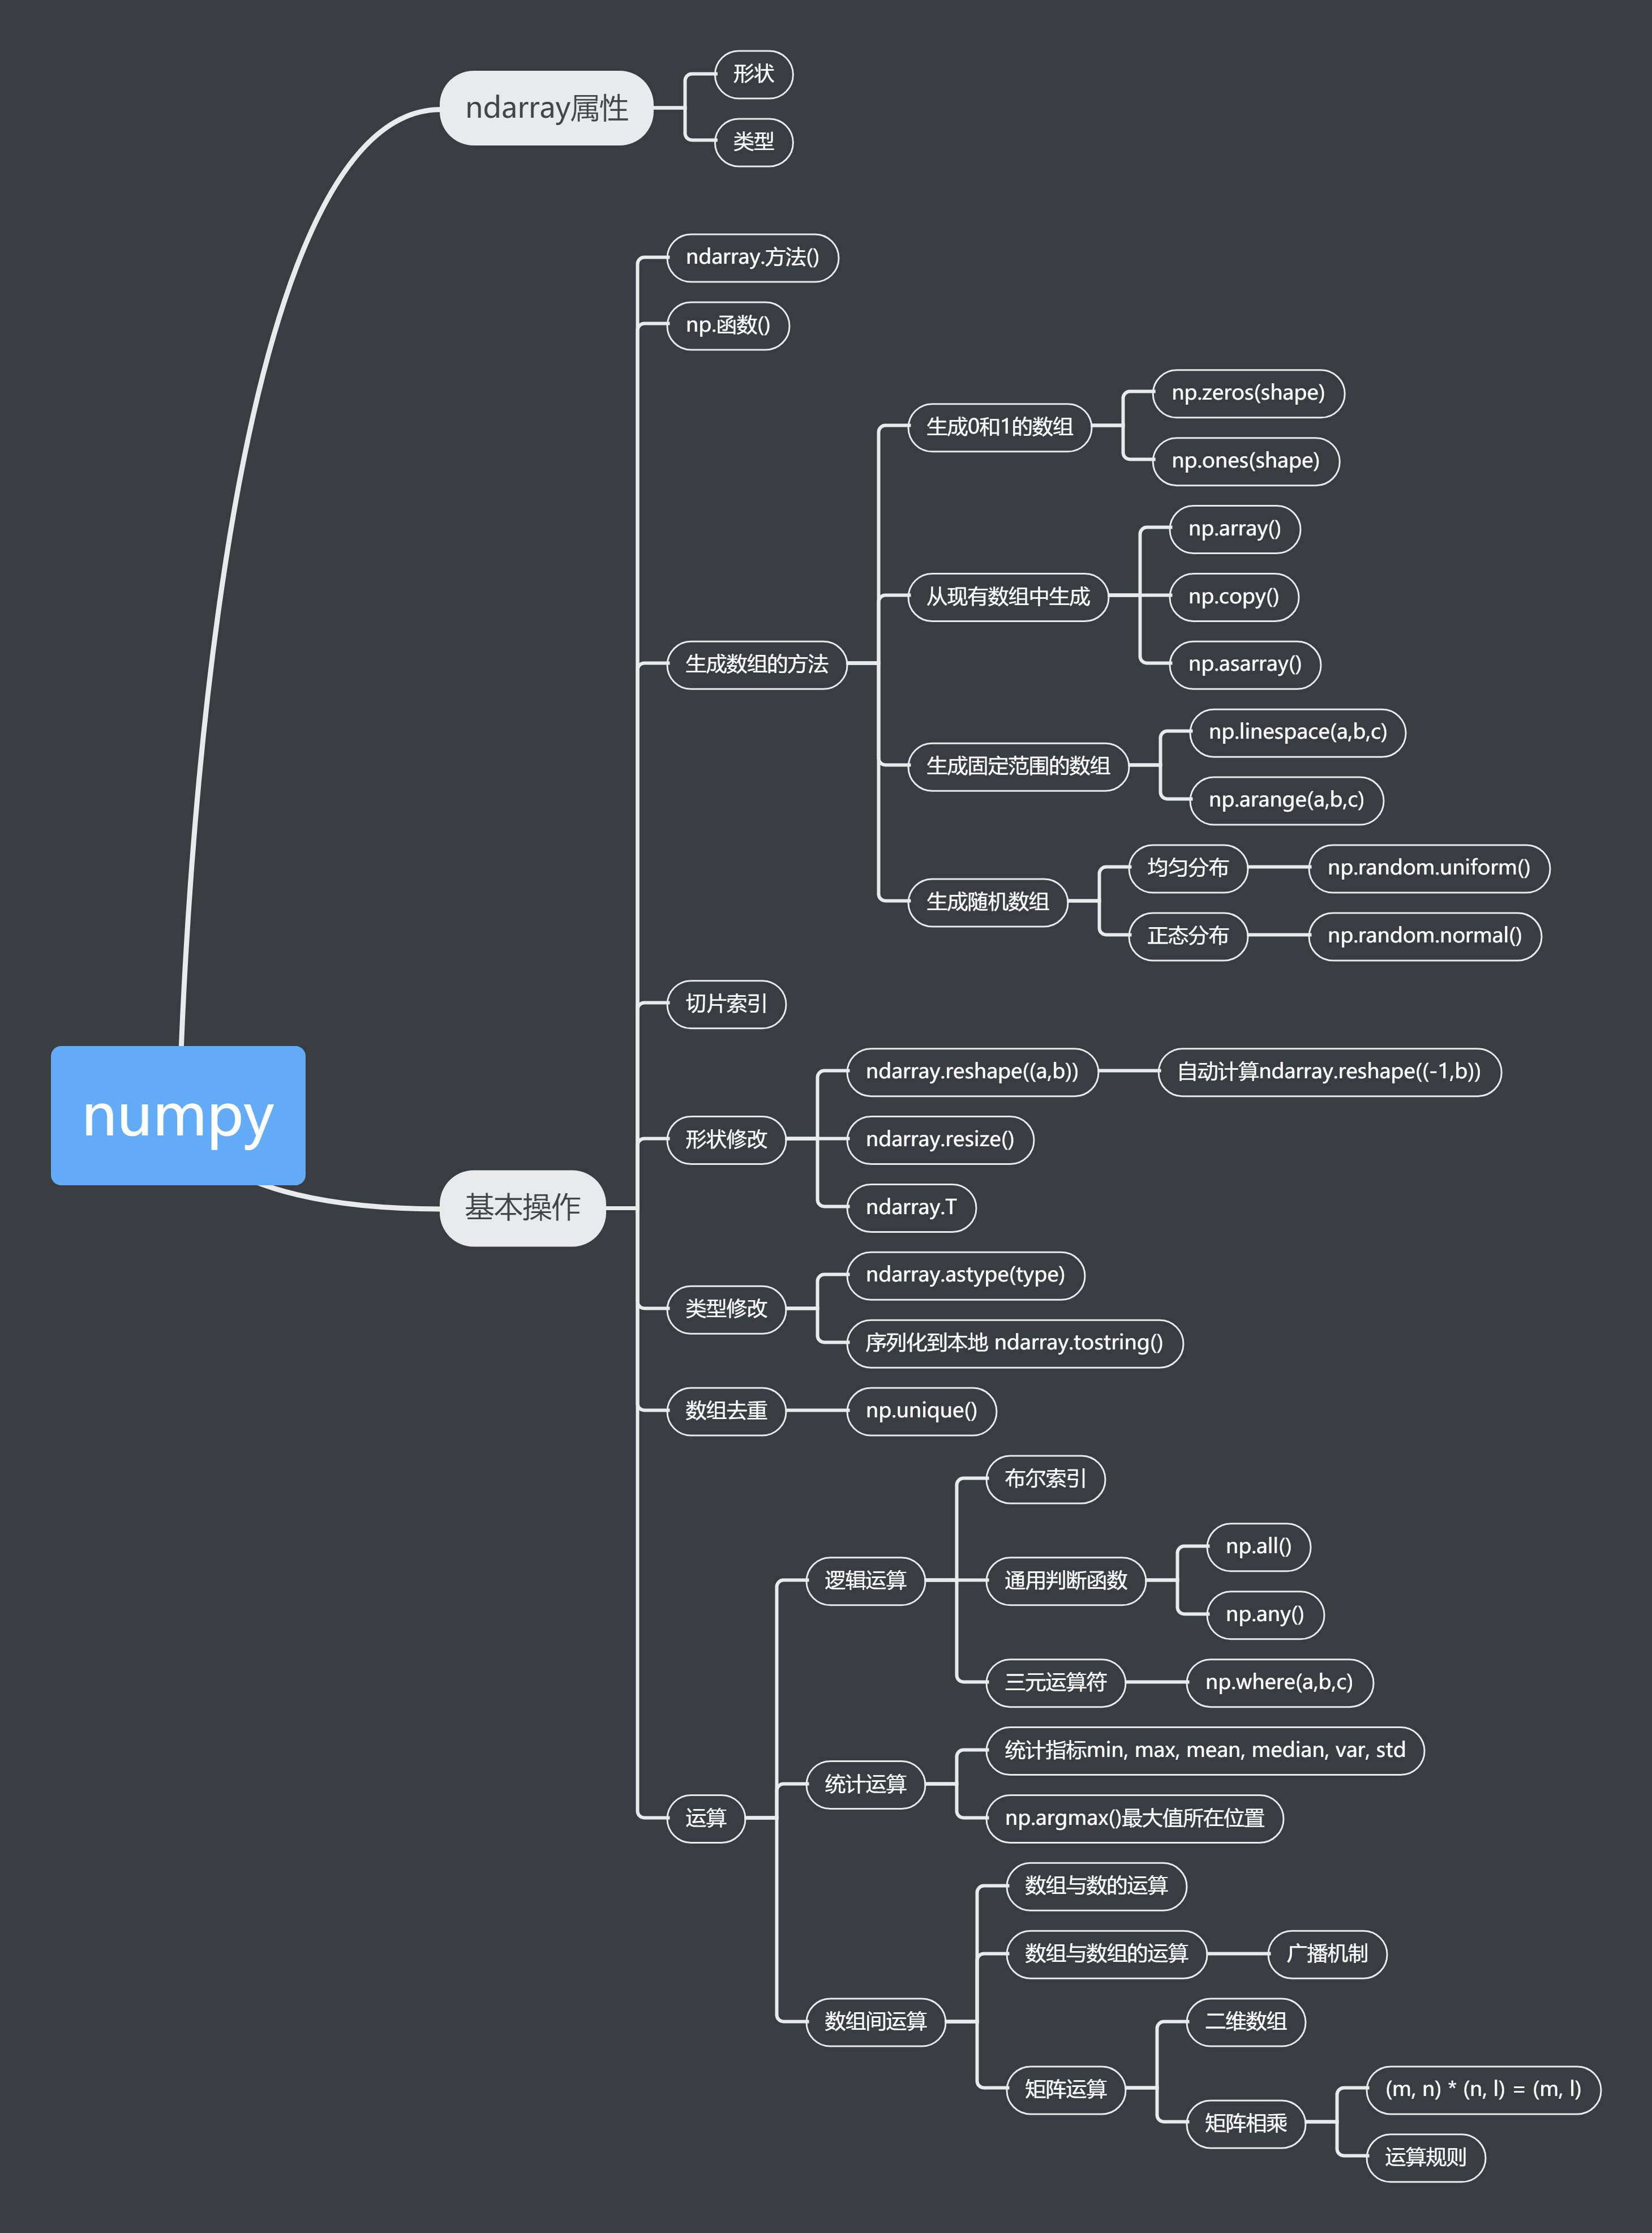 numpy
ndarray属性
形状
类型
基本操作
ndarray.方法()
np.函数()
生成数组的方法
生成0和1的数组
np.zeros(shape)
np.ones(shape)
从现有数组中生成
np.array()
np.copy()
np.asarray()
生成固定范围的数组
np.linespace(a,b,c)
np.arange(a,b,c)
生成随机数组
均匀分布
np.random.uniform()
正态分布
np.random.normal()
切片索引
形状修改
ndarray.reshape((a,b))
自动计算ndarray.reshape((-1,b))
ndarray.resize()
ndarray.T
类型修改
ndarray.astype(type)
序列化到本地 ndarray.tostring()
数组去重
np.unique()
运算
逻辑运算
布尔索引
通用判断函数
np.all()
np.any()
三元运算符
np.where(a,b,c)
统计运算
统计指标min, max, mean, median, var, std
np.argmax()最大值所在位置
数组间运算
数组与数的运算
数组与数组的运算
广播机制
矩阵运算
二维数组
矩阵相乘
(m, n) * (n, l) = (m, l)
运算规则